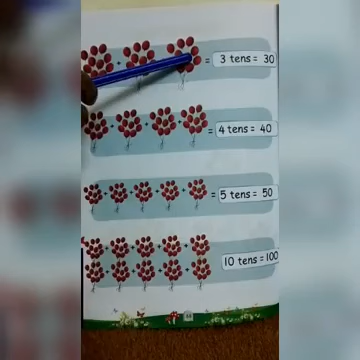 + + = 3 tens = 30
+ + + = 4 tens = 40
+ + + + = 5 tens = 50
10 tens = 100